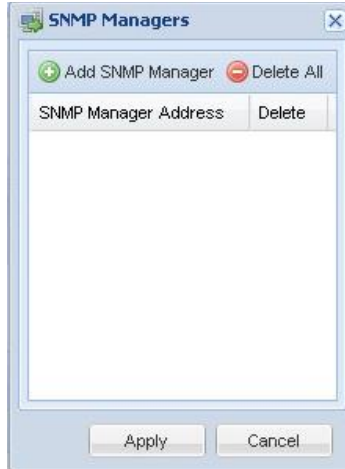 SNMP Managers
Add SNMP Manager Delete All
SNMP Manager Address Delete
Apply Cancel